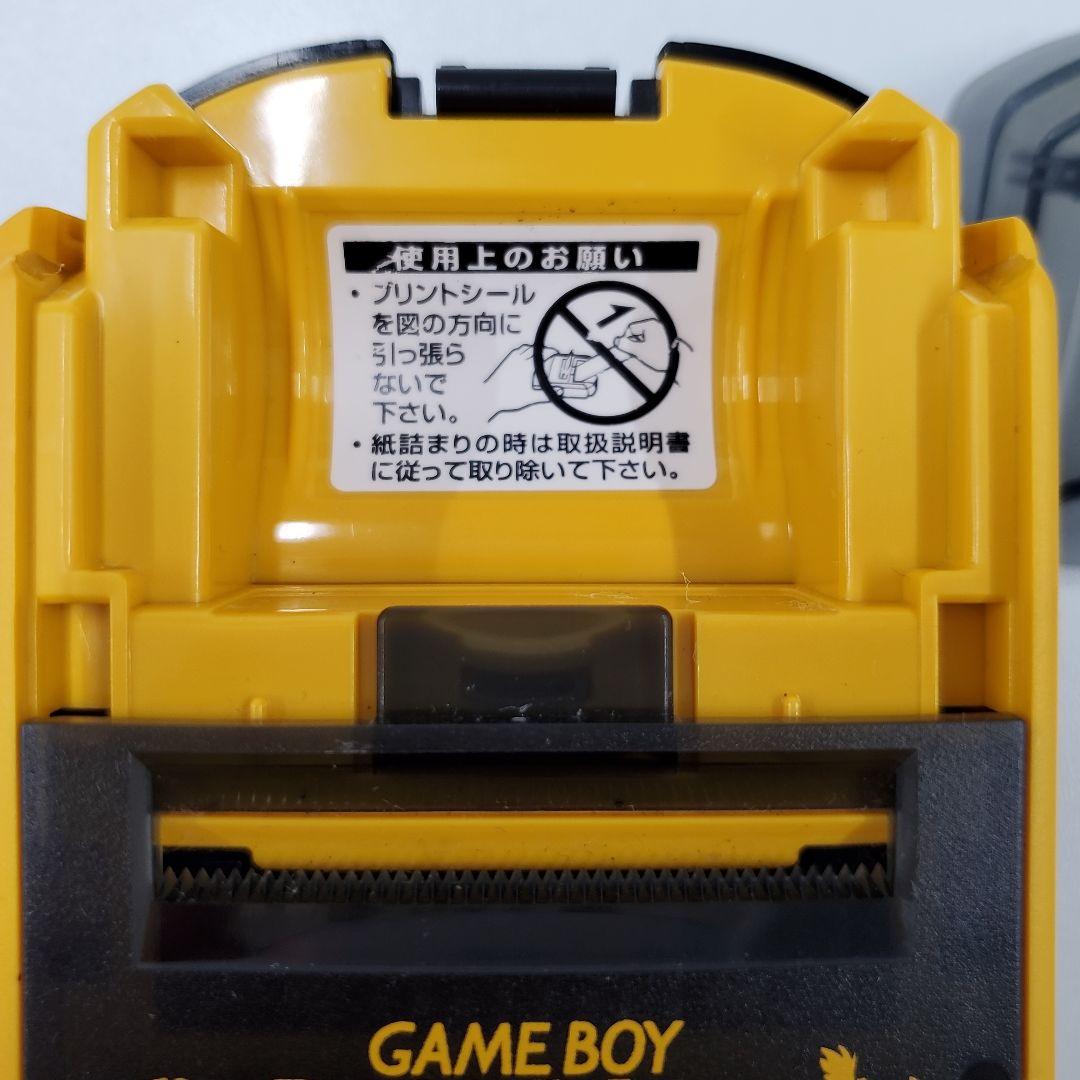 使用上のお願い
・プリントシール
を図の方向に
引っ張ら
ないで
下さい。
・紙詰まりの時は取扱説明書
に従って取り除いて下さい。
GAME BOY